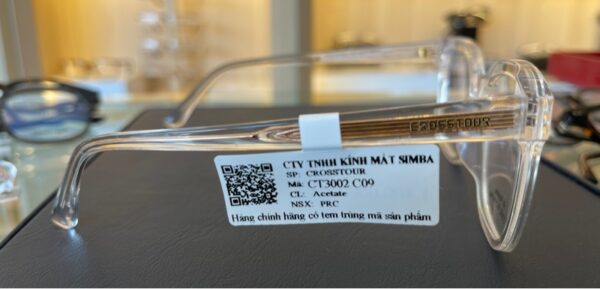 CROSSTOUR
CTY TNHH KÍNH MẮT SIMBA
SP: CROSSTOUR
Mã: CT3002 C09
CL: Acetate
NSX: PRC
Hàng chính hãng có tem trùng mã sản phẩm